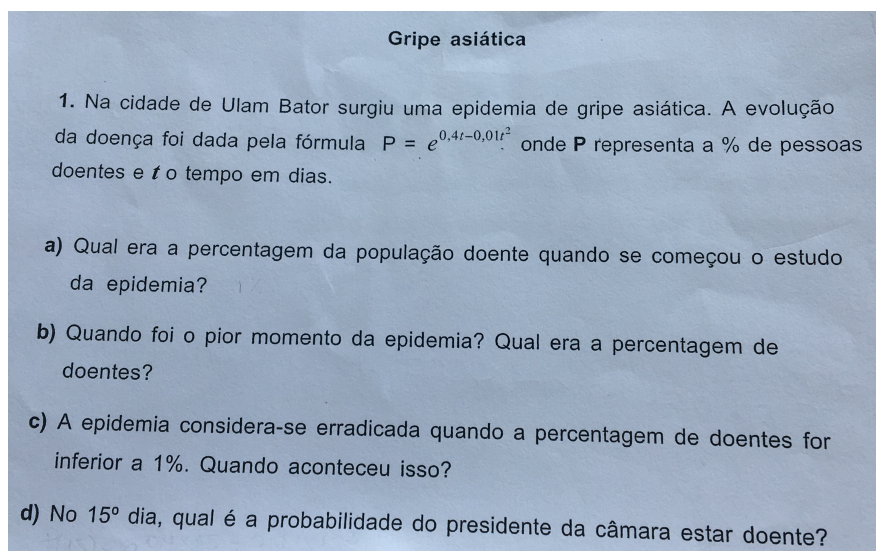 Gripe asiática
1. Na cidade de Ulam Bator surgiu uma epidemia de gripe asiática. A evolução
da doença foi dada pela fórmula P = e^{0,4t−0,01t²} onde P representa a % de pessoas
doentes e t o tempo em dias.
a) Qual era a percentagem da população doente quando se começou o estudo
da epidemia?
b) Quando foi o pior momento da epidemia? Qual era a percentagem de
doentes?
c) A epidemia considera-se erradicada quando a percentagem de doentes for
inferior a 1%. Quando aconteceu isso?
d) No 15º dia, qual é a probabilidade do presidente da câmara estar doente?